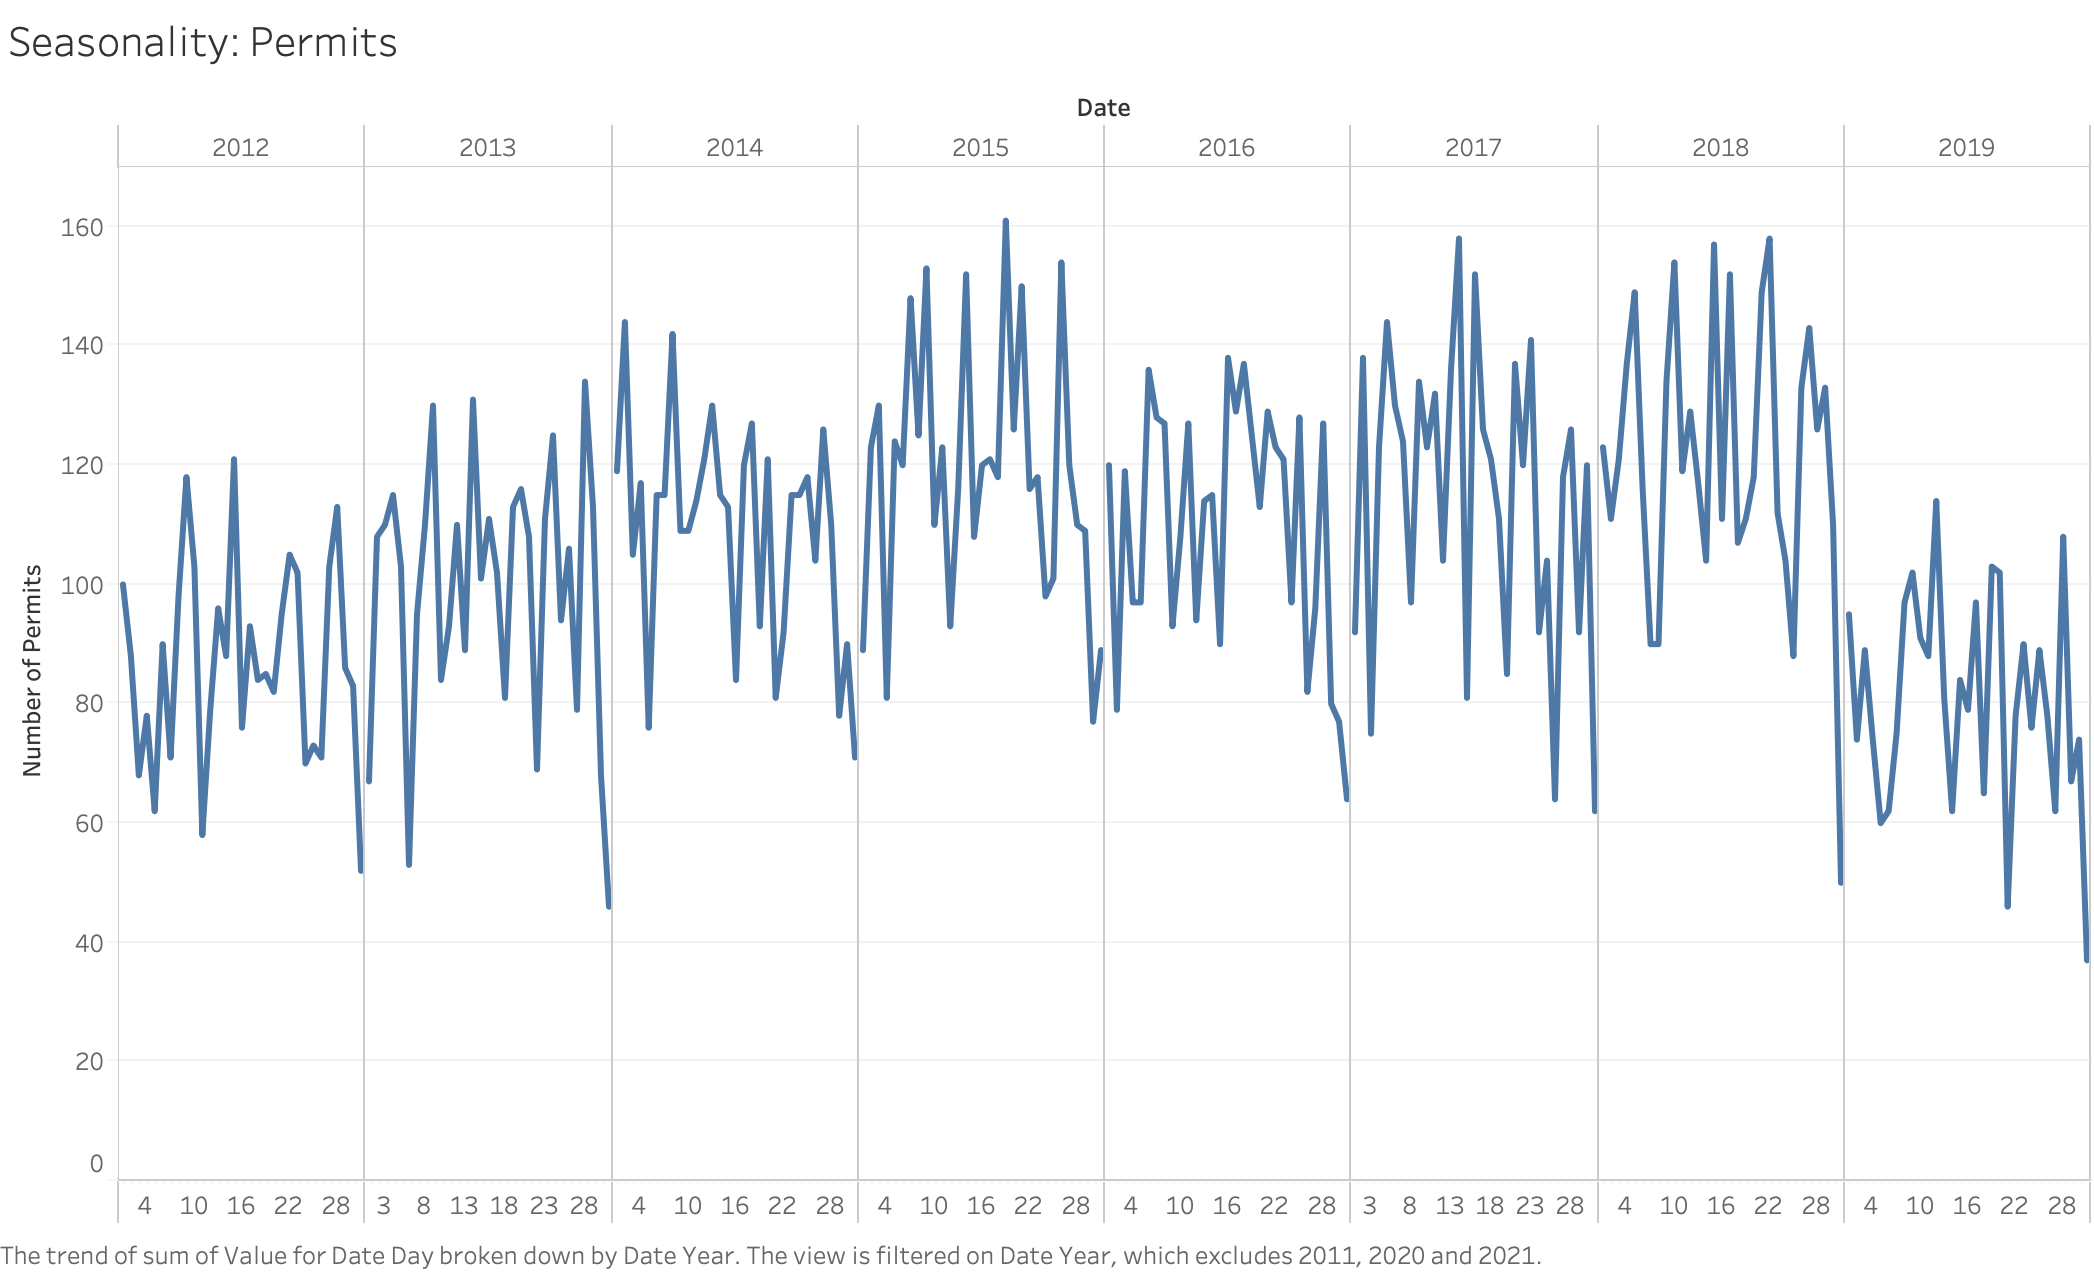 Seasonality: Permits
Date
2012 2013 2014 2015 2016 2017 2018 2019
Number of Permits
160
140
120
100
80
60
40
20
0
4 10 16 22 28 3 8 13 18 23 28 4 10 16 22 28 4 10 16 22 28 4 10 16 22 28 3 8 13 18 23 28 4 10 16 22 28 4 10 16 22 28
The trend of sum of Value for Date Day broken down by Date Year. The view is filtered on Date Year, which excludes 2011, 2020 and 2021.